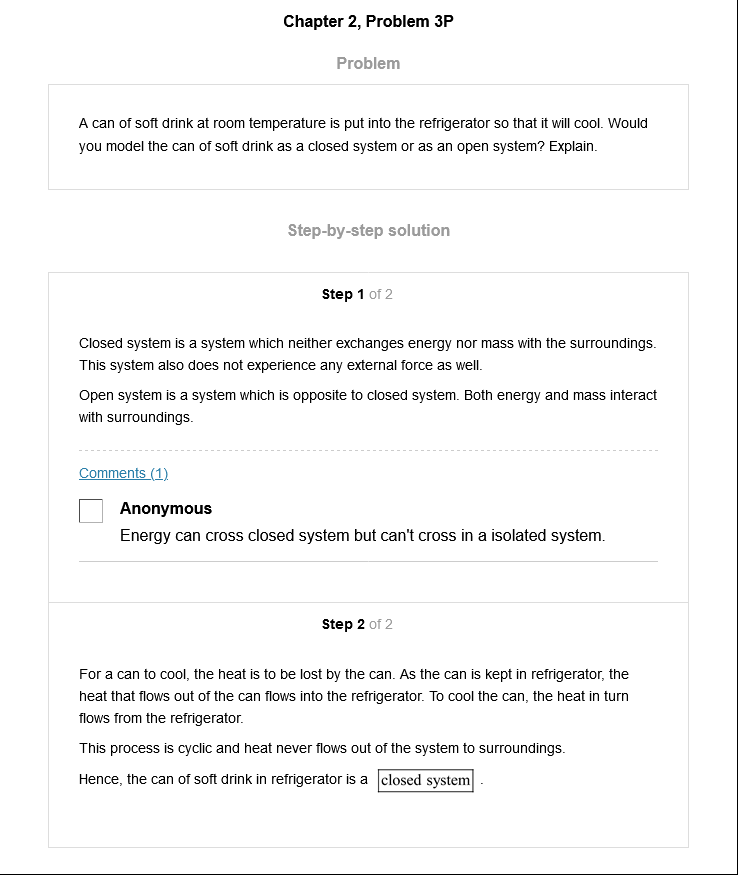 Chapter 2, Problem 3P
Problem
A can of soft drink at room temperature is put into the refrigerator so that it will cool. Would
you model the can of soft drink as a closed system or as an open system? Explain.
Step-by-step solution
Step 1 of 2
Closed system is a system which neither exchanges energy nor mass with the surroundings.
This system also does not experience any external force as well.
Open system is a system which is opposite to closed system. Both energy and mass interact
with surroundings.
Comments (1)
Anonymous
Energy can cross closed system but can't cross in a isolated system.
Step 2 of 2
For a can to cool, the heat is to be lost by the can. As the can is kept in refrigerator, the
heat that flows out of the can flows into the refrigerator. To cool the can, the heat in turn
flows from the refrigerator.
This process is cyclic and heat never flows out of the system to surroundings.
Hence, the can of soft drink in refrigerator is a closed system .